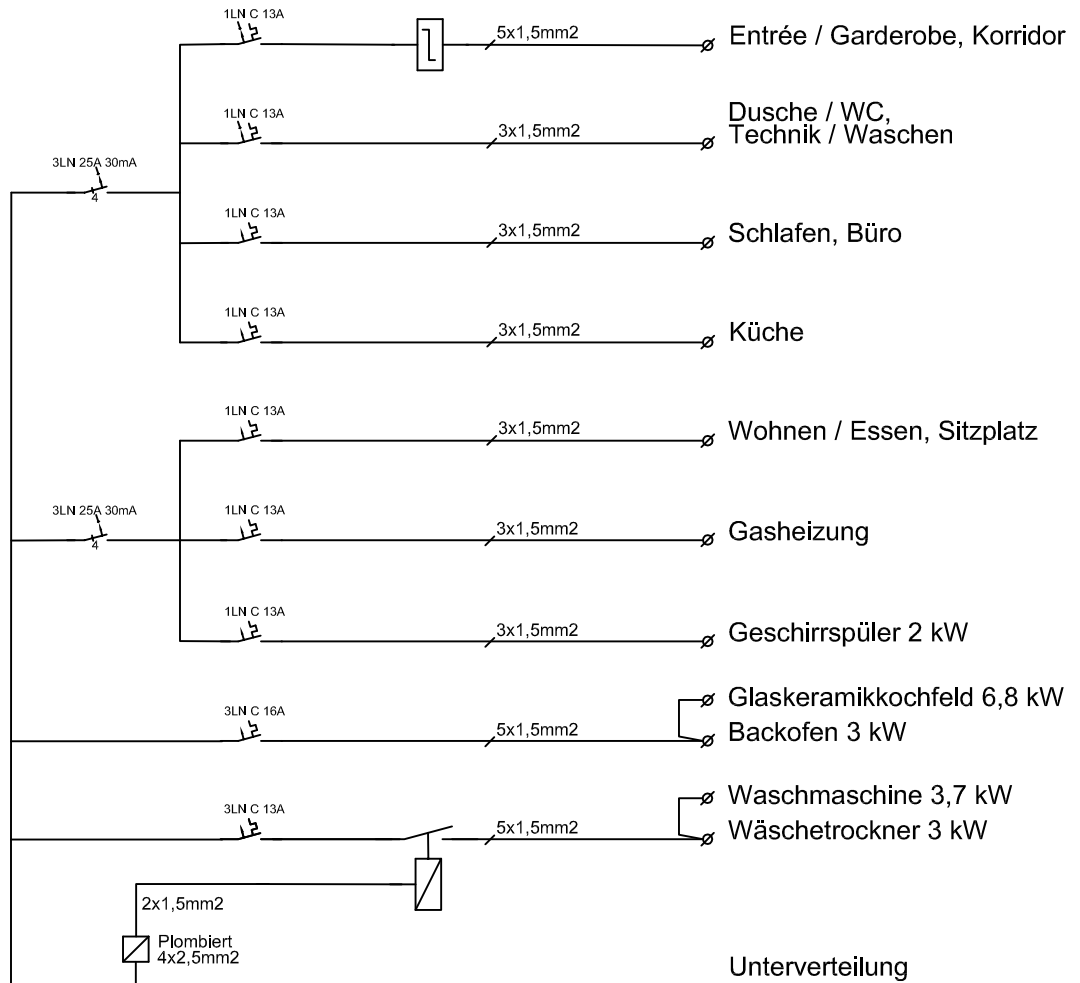 1LN C 13A
5x1,5mm2
Entrée / Garderobe, Korridor
1LN C 13A
3x1,5mm2
Dusche / WC,
Technik / Waschen
3LN 25A 30mA
4
1LN C 13A
3x1,5mm2
Schlafen, Büro
1LN C 13A
3x1,5mm2
Küche
1LN C 13A
3x1,5mm2
Wohnen / Essen, Sitzplatz
3LN 25A 30mA
4
1LN C 13A
3x1,5mm2
Gasheizung
1LN C 13A
3x1,5mm2
Geschirrspüler 2 kW
Glaskeramikkochfeld 6,8 kW
3LN C 16A
5x1,5mm2
Backofen 3 kW
Waschmaschine 3,7 kW
3LN C 13A
5x1,5mm2
Wäschetrockner 3 kW
2x1,5mm2
Plombiert
4x2,5mm2
Unterverteilung